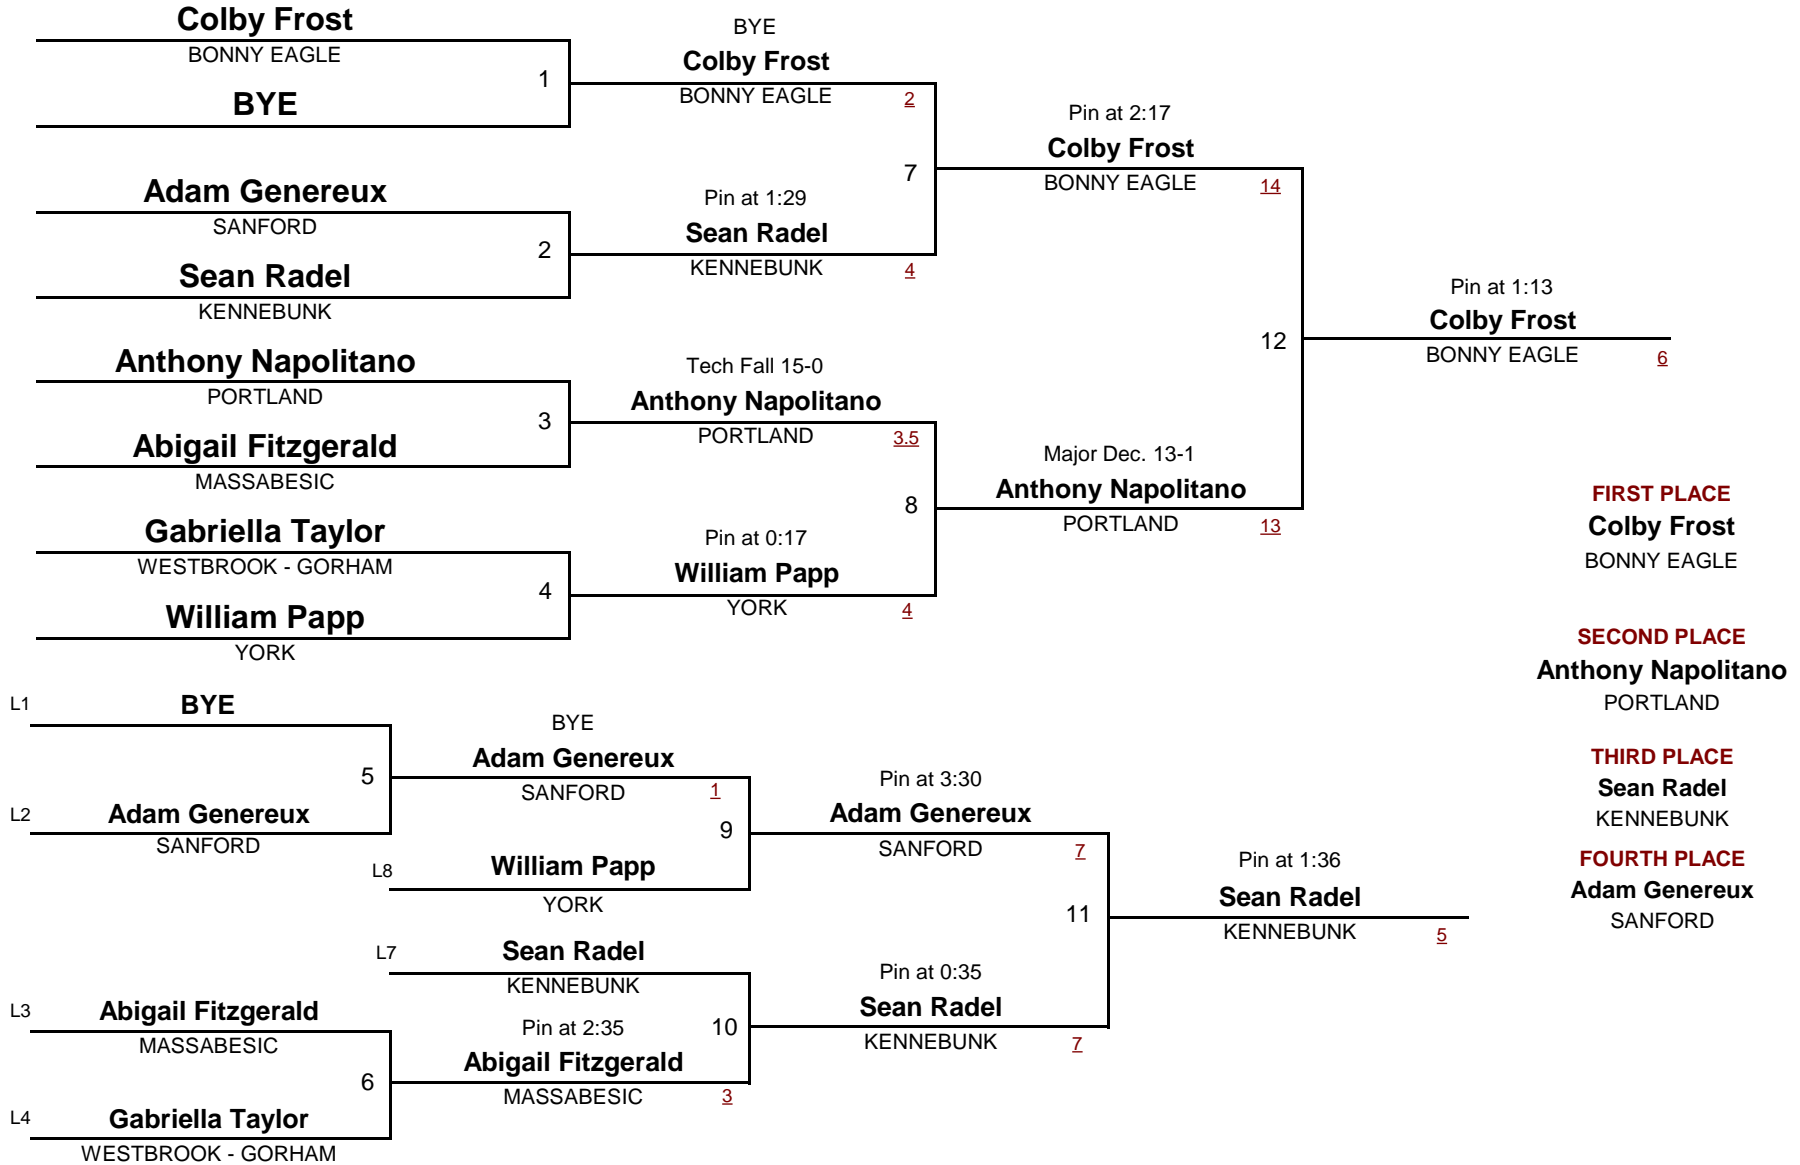 Colby Frost
BONNY EAGLE
1
BYE
Adam Genereux
SANFORD
2
Sean Radel
KENNEBUNK
Anthony Napolitano
PORTLAND
3
Abigail Fitzgerald
MASSABESIC
Gabriella Taylor
WESTBROOK - GORHAM
4
William Papp
YORK
BYE
Colby Frost
BONNY EAGLE 2
7
Pin at 1:29
Sean Radel
KENNEBUNK 4
Tech Fall 15-0
Anthony Napolitano
PORTLAND 3.5
8
Pin at 0:17
William Papp
YORK 4
Pin at 2:17
Colby Frost
BONNY EAGLE 14
12
Major Dec. 13-1
Anthony Napolitano
PORTLAND 13
Pin at 1:13
Colby Frost
BONNY EAGLE 6
FIRST PLACE
Colby Frost
BONNY EAGLE
SECOND PLACE
Anthony Napolitano
PORTLAND
THIRD PLACE
Sean Radel
KENNEBUNK
FOURTH PLACE
Adam Genereux
SANFORD
L1 BYE
5
L2 Adam Genereux
SANFORD
L3 Abigail Fitzgerald
MASSABESIC
6
L4 Gabriella Taylor
WESTBROOK - GORHAM
BYE
Adam Genereux
SANFORD 1
9
L8 William Papp
YORK
L7 Sean Radel
KENNEBUNK
10
Pin at 2:35
Abigail Fitzgerald
MASSABESIC 3
Pin at 3:30
Adam Genereux
SANFORD 7
11
Pin at 0:35
Sean Radel
KENNEBUNK 7
Pin at 1:36
Sean Radel
KENNEBUNK 5